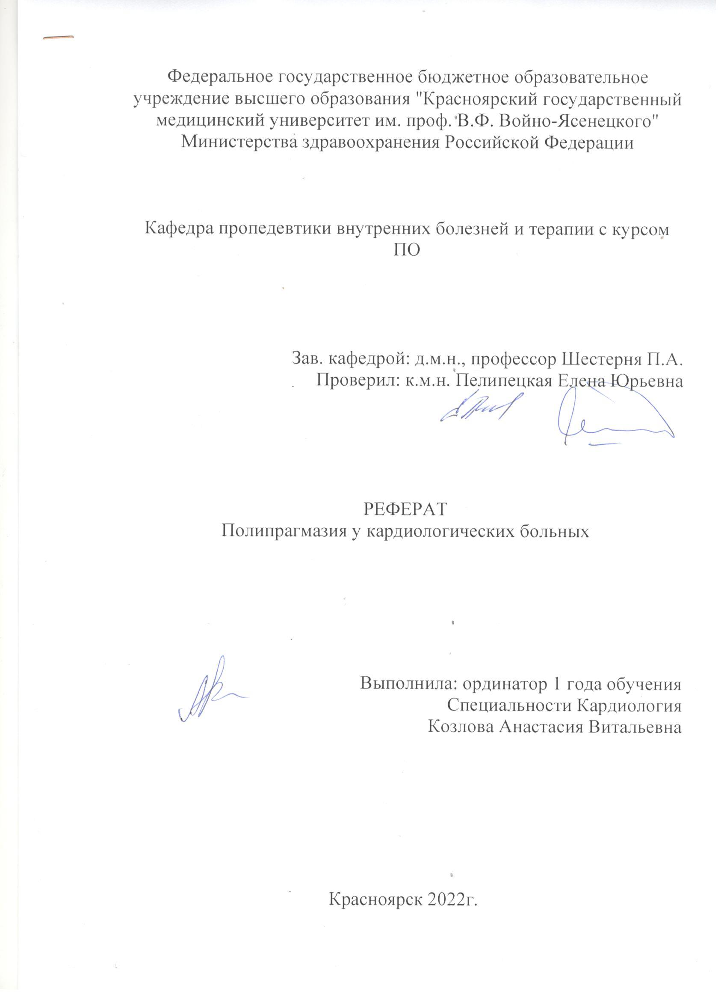 Федеральное государственное бюджетное образовательное
учреждение высшего образования "Красноярский государственный
медицинский университет им. проф. В.Ф. Войно-Ясенецкого"
Министерства здравоохранения Российской Федерации
Кафедра пропедевтики внутренних болезней и терапии с курсом
ПО
Зав. кафедрой: д.м.н., профессор Шестерня П.А.
Проверил: к.м.н. Пелипецкая Елена Юрьевна
РЕФЕРАТ
Полипрагмазия у кардиологических больных
Выполнила: ординатор 1 года обучения
Специальности Кардиология
Козлова Анастасия Витальевна
Красноярск 2022г.